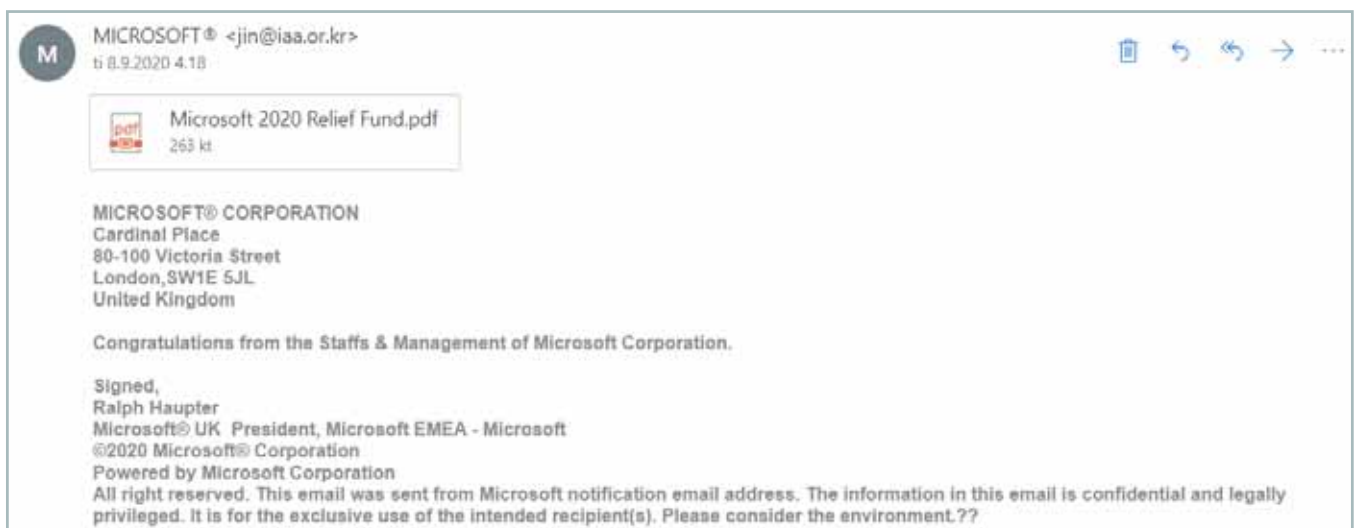 M
MICROSOFT® <jin@iaa.or.kr>
ti 8.9.2020 4.18
pdf
Microsoft 2020 Relief Fund.pdf
263 kt
MICROSOFT® CORPORATION
Cardinal Place
80-100 Victoria Street
London,SW1E 5JL
United Kingdom
Congratulations from the Staffs & Management of Microsoft Corporation.
Signed,
Ralph Haupter
Microsoft® UK President, Microsoft EMEA - Microsoft
©2020 Microsoft® Corporation
Powered by Microsoft Corporation
All right reserved. This email was sent from Microsoft notification email address. The information in this email is confidential and legally
privileged. It is for the exclusive use of the intended recipient(s). Please consider the environment.??